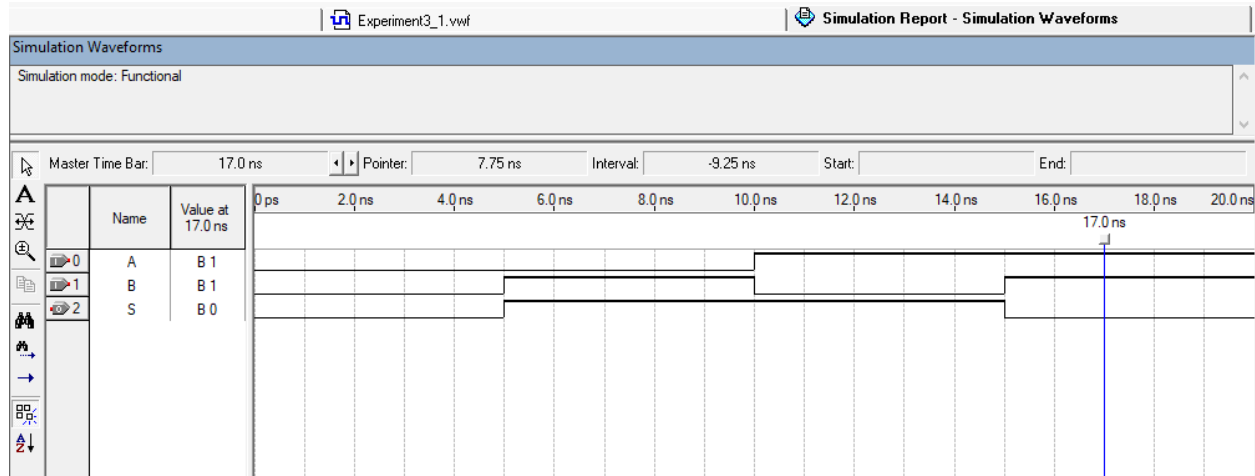 Experiment3_1.vwf
Simulation Report - Simulation Waveforms
Simulation Waveforms
Simulation mode: Functional
Master Time Bar: 17.0 ns Pointer: 7.75 ns Interval: -9.25 ns Start: End:
Name
Value at
17.0 ns
0 ps 2.0 ns 4.0 ns 6.0 ns 8.0 ns 10.0 ns 12.0 ns 14.0 ns 16.0 ns 18.0 ns 20.0 ns
17.0 ns
0 A B 1
1 B B 1
2 S B 0